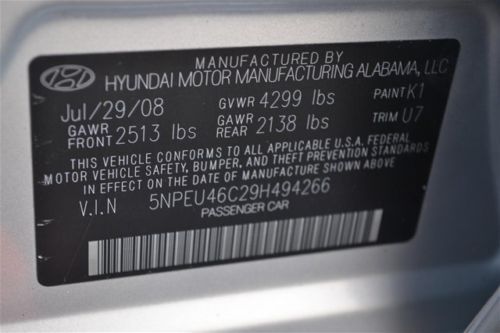 MANUFACTURED BY
HYUNDAI MOTOR MANUFACTURING ALABAMA, LLC
Jul/29/08 GVWR 4299 lbs PAINT K1
GAWR FRONT 2513 lbs GAWR REAR 2138 lbs TRIM U7
THIS VEHICLE CONFORMS TO ALL APPLICABLE U.S.A. FEDERAL
MOTOR VEHICLE SAFETY, BUMPER, AND THEFT PREVENTION STANDARDS
IN EFFECT ON THE DATE OF MANUFACTURE SHOWN ABOVE.
V.I.N 5NPEU46C29H494266
PASSENGER CAR